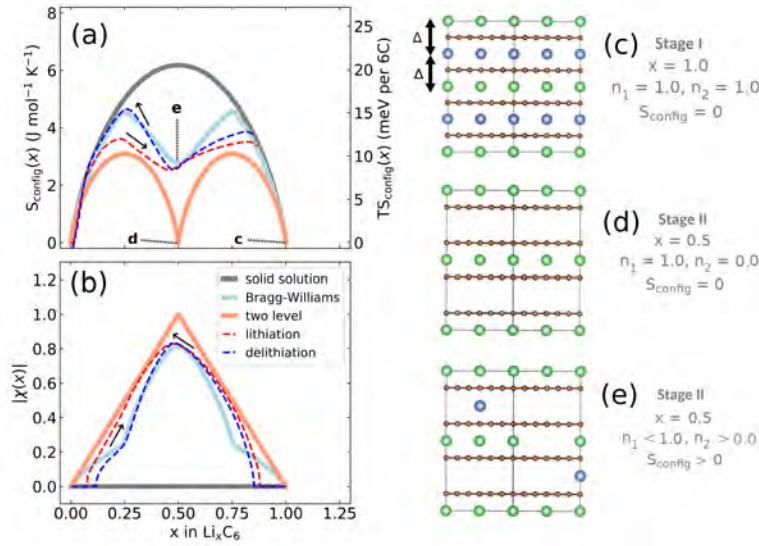 (a)
S_config(x) (J mol⁻¹ K⁻¹)
8
6
4
2
0
e
d
c
25
20
15
10
5
0
TS_config(x) (meV per 6C)
(b)
|χ(x)|
1.2
1.0
0.8
0.6
0.4
0.2
0.0
solid solution
Bragg-Williams
two level
lithiation
delithiation
0.00 0.25 0.50 0.75 1.00 1.25
x in LiₓC₆
Δ
Δ
(c)
Stage I
x = 1.0
n₁ = 1.0, n₂ = 1.0
S_config = 0
(d)
Stage II
x = 0.5
n₁ = 1.0, n₂ = 0.0
S_config = 0
(e)
Stage II
x = 0.5
n₁ < 1.0, n₂ > 0.0
S_config > 0